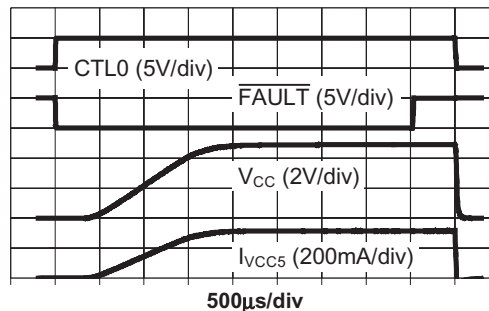 CTL0 (5V/div)
FAULT (5V/div)
VCC (2V/div)
IVCC5 (200mA/div)
500µs/div